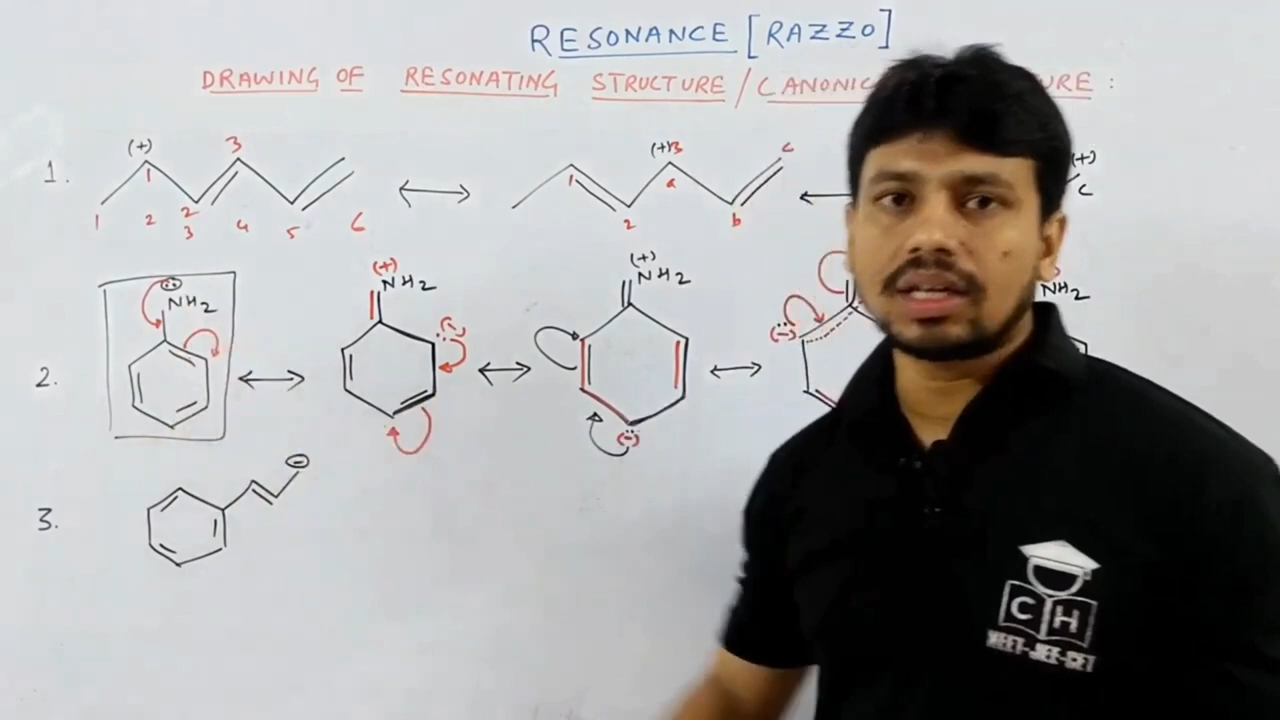 RESONANCE [RAZZO]
DRAWING OF RESONATING STRUCTURE / CANONIC URE :
1. (+) 1 3 (+)3 c (+)
1 2 2 3 4 5 6 1 2 a b c
2. NH2 (+) NH2 (-) (+) NH2 (-) (-) NH2
3. -
C H
NEET-JEE-CET